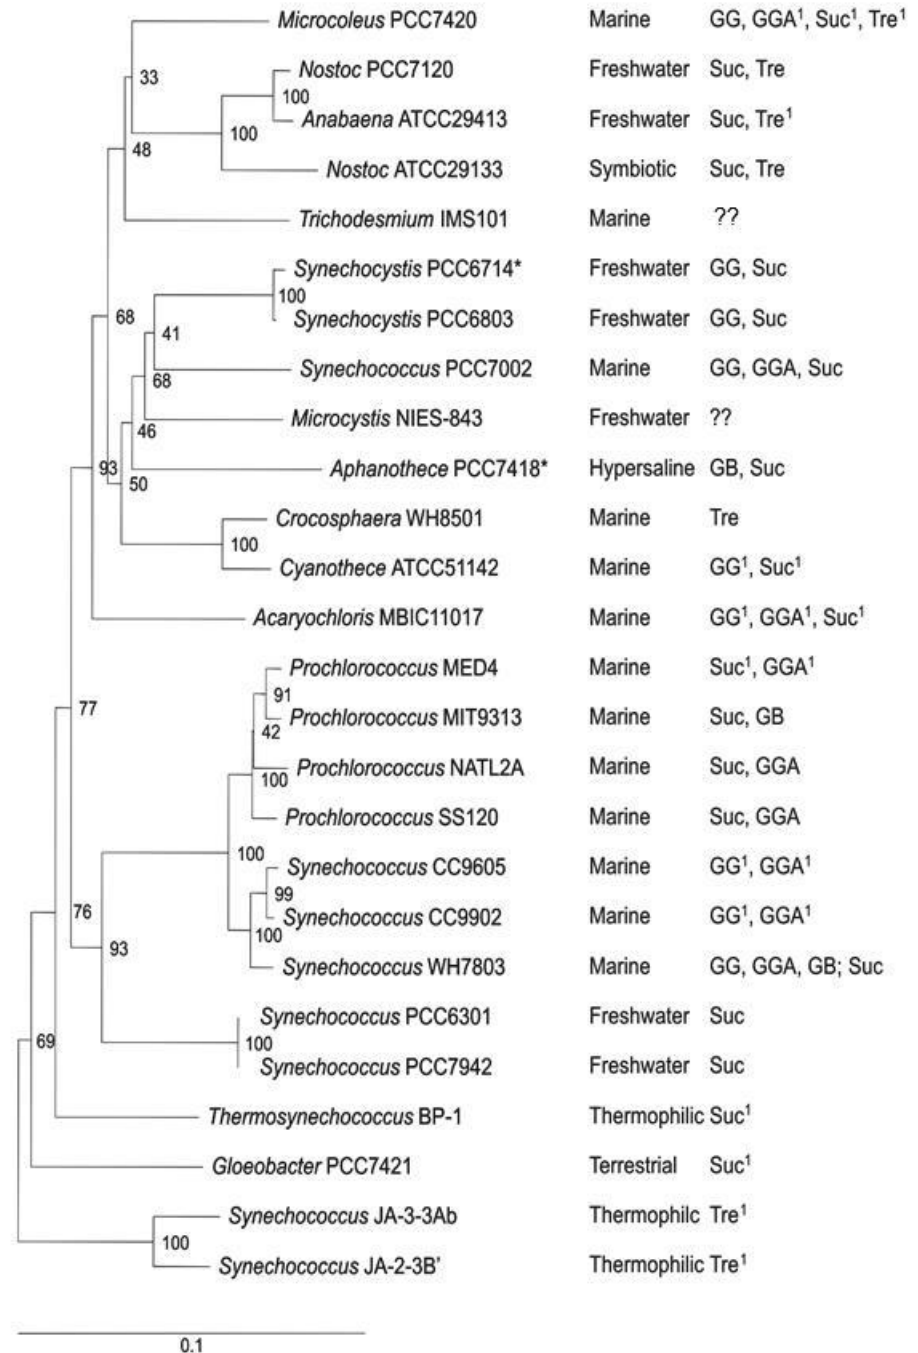 Microcoleus PCC7420 Marine GG, GGA¹, Suc¹, Tre¹
33
Nostoc PCC7120 Freshwater Suc, Tre
100
Anabaena ATCC29413 Freshwater Suc, Tre¹
100
48
Nostoc ATCC29133 Symbiotic Suc, Tre
Trichodesmium IMS101 Marine ??
Synechocystis PCC6714* Freshwater GG, Suc
100
68
Synechocystis PCC6803 Freshwater GG, Suc
41
Synechococcus PCC7002 Marine GG, GGA, Suc
68
Microcystis NIES-843 Freshwater ??
46
Aphanothece PCC7418* Hypersaline GB, Suc
93
50
Crocosphaera WH8501 Marine Tre
100
Cyanothece ATCC51142 Marine GG¹, Suc¹
Acaryochloris MBIC11017 Marine GG¹, GGA¹, Suc¹
Prochlorococcus MED4 Marine Suc¹, GGA¹
91
77
Prochlorococcus MIT9313 Marine Suc, GB
42
Prochlorococcus NATL2A Marine Suc, GGA
100
Prochlorococcus SS120 Marine Suc, GGA
100
Synechococcus CC9605 Marine GG¹, GGA¹
99
76
Synechococcus CC9902 Marine GG¹, GGA¹
100
93
Synechococcus WH7803 Marine GG, GGA, GB; Suc
Synechococcus PCC6301 Freshwater Suc
69
100
Synechococcus PCC7942 Freshwater Suc
Thermosynechococcus BP-1 Thermophilic Suc¹
Gloeobacter PCC7421 Terrestrial Suc¹
Synechococcus JA-3-3Ab Thermophilc Tre¹
100
Synechococcus JA-2-3B' Thermophilic Tre¹
0.1